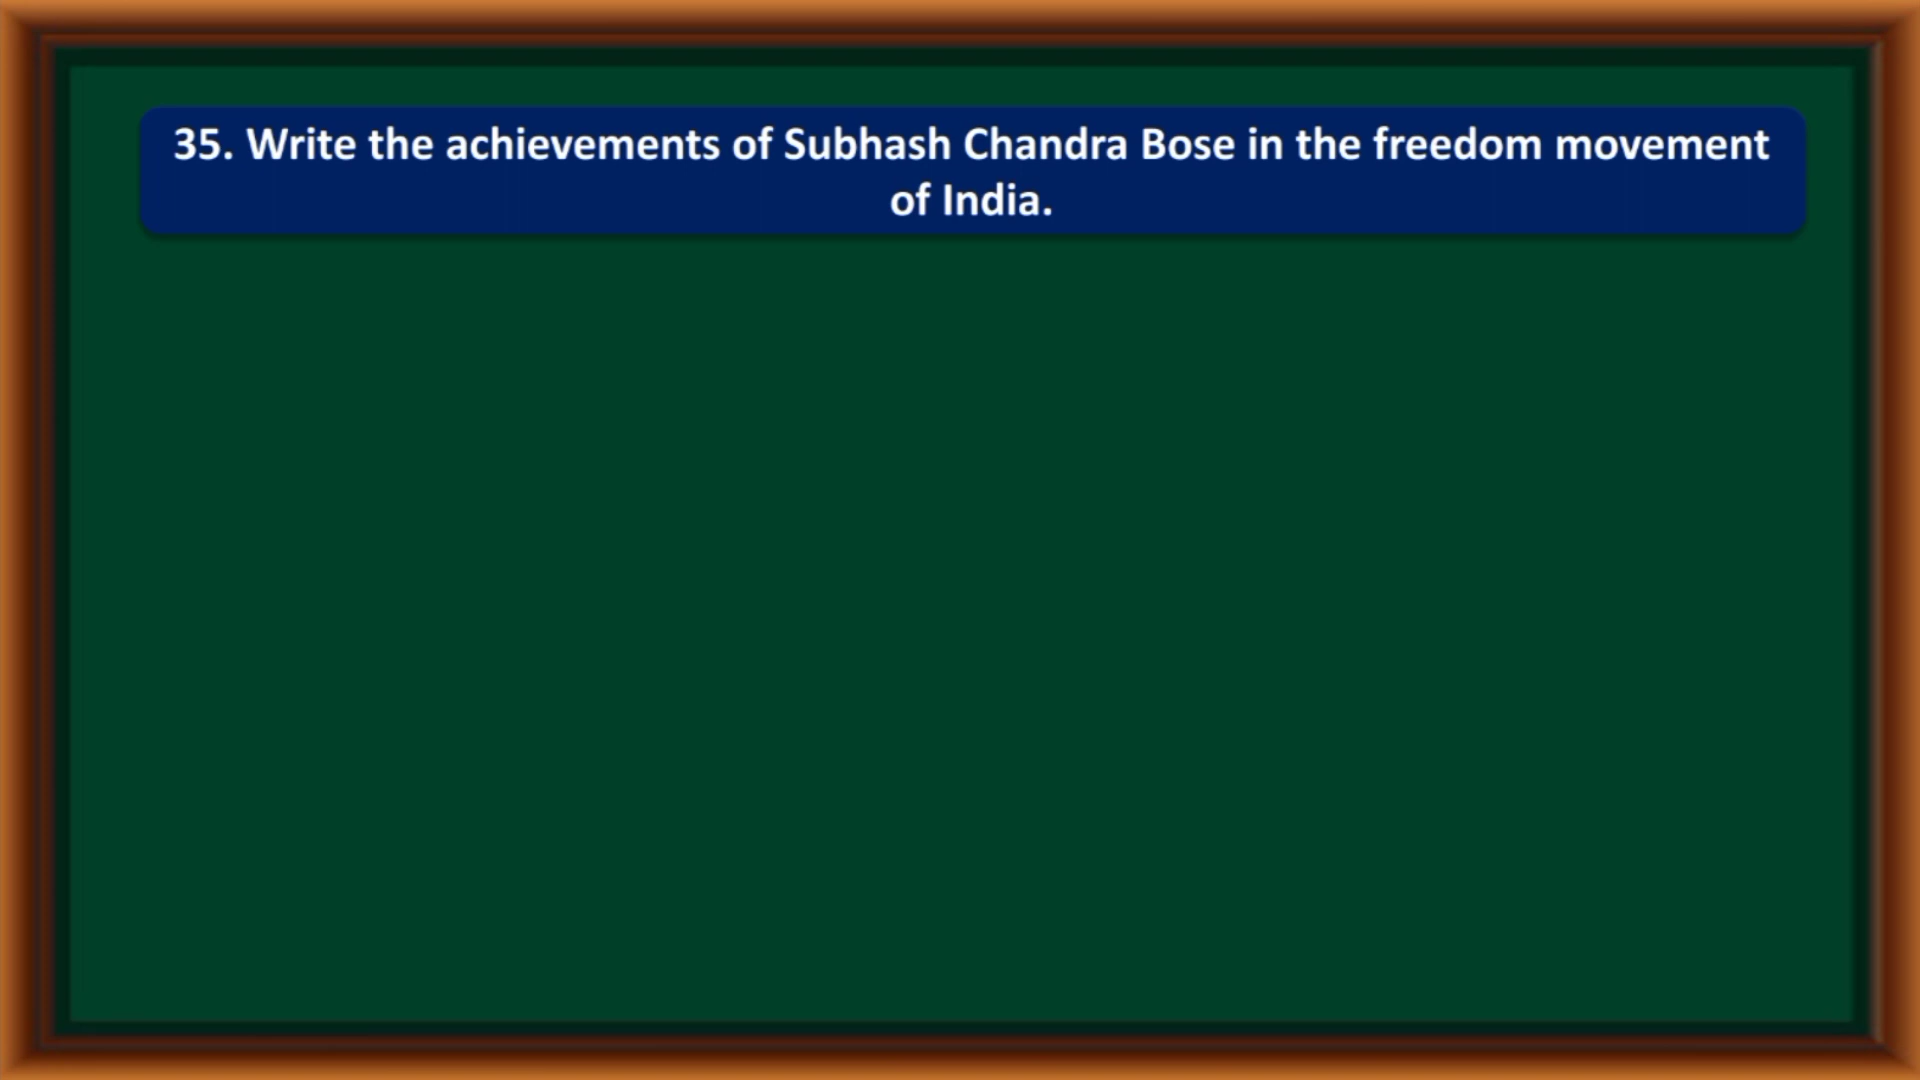 35. Write the achievements of Subhash Chandra Bose in the freedom movement
of India.